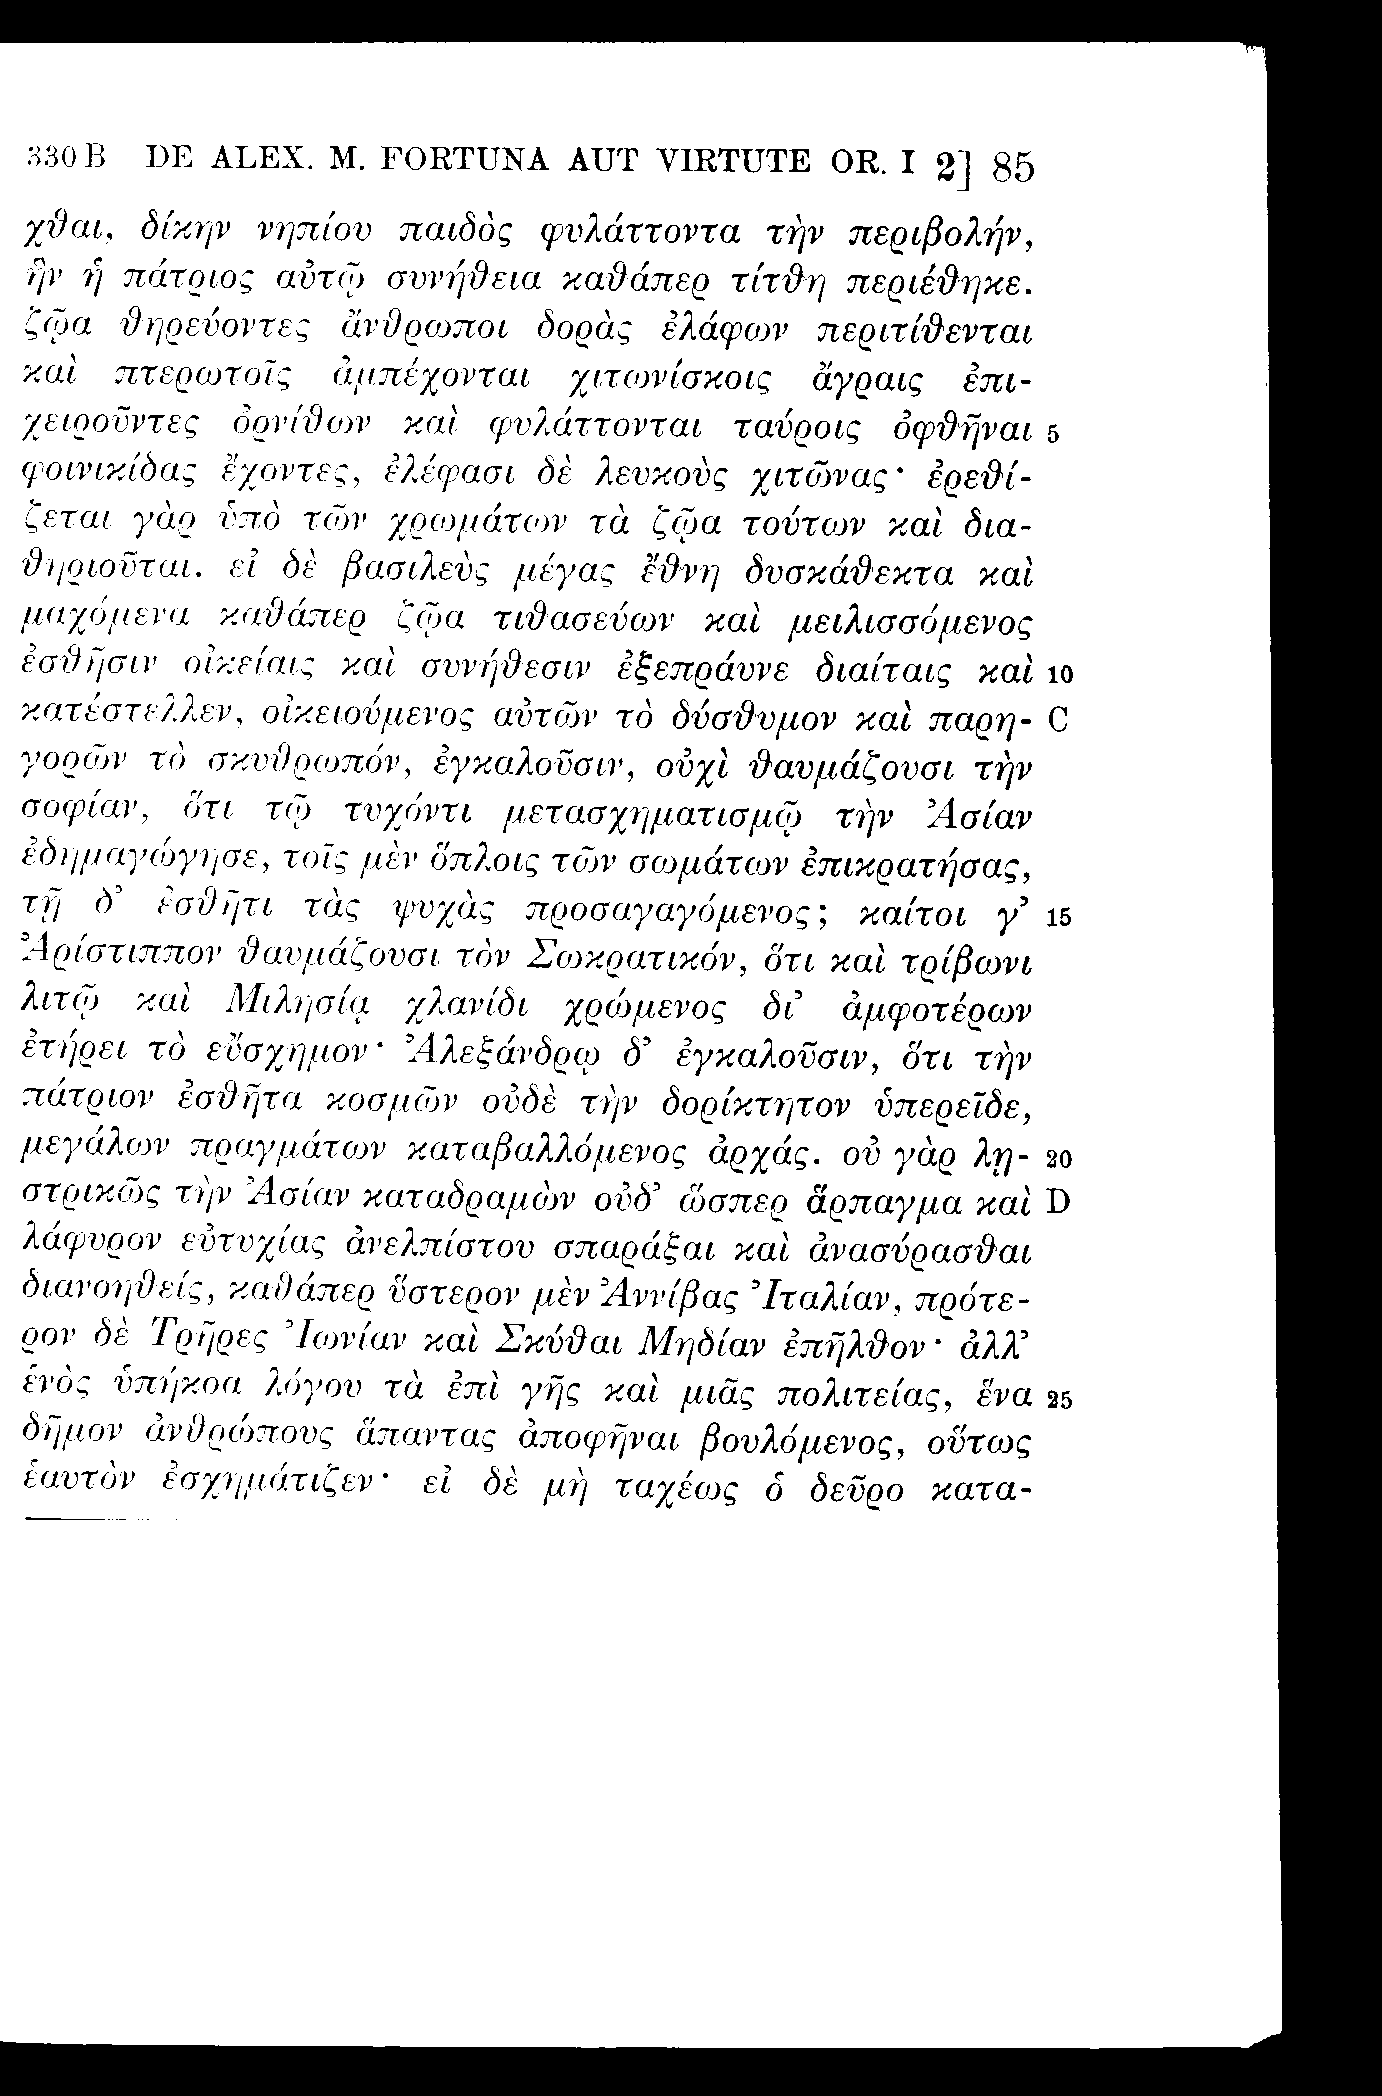 330 B DE ALEX. M. FORTUNA AUT VIRTUTE OR. I 2] 85
χθαι, δίκην νηπίου παιδὸς φυλάττοντα τὴν περιβολήν,
ἣν ἡ πάτριος αὐτῷ συνήθεια καθάπερ τίτθη περιέθηκε.
ζῷα θηρεύοντες ἄνθρωποι δορὰς ἐλάφων περιτίθενται
καὶ πτερωτοῖς ἀμπέχονται χιτωνίσκοις ἄγραις ἐπι-
χειροῦντες ὀρνίθων καὶ φυλάττονται ταύροις ὀφθῆναι 5
φοινικίδας ἔχοντες, ἐλέφασι δὲ λευκοὺς χιτῶνας· ἐρεθί-
ζεται γὰρ ὑπὸ τῶν χρωμάτων τὰ ζῷα τούτων καὶ δια-
θηριοῦται. εἰ δὲ βασιλεὺς μέγας ἔθνη δυσκάθεκτα καὶ
μαχόμενα καθάπερ ζῷα τιθασεύων καὶ μειλισσόμενος
ἐσθῆσιν οἰκείαις καὶ συνήθεσιν ἐξεπράυνε διαίταις καὶ 10
κατέστελλεν, οἰκειούμενος αὐτῶν τὸ δύσθυμον καὶ παρη- C
γορῶν τὸ σκυθρωπόν, ἐγκαλοῦσιν, οὐχὶ θαυμάζουσι τὴν
σοφίαν, ὅτι τῷ τυχόντι μετασχηματισμῷ τὴν Ἀσίαν
ἐδημαγώγησε, τοῖς μὲν ὅπλοις τῶν σωμάτων ἐπικρατήσας,
τῇ δ’ ἐσθῆτι τὰς ψυχὰς προσαγαγόμενος; καίτοι γ’ 15
Ἀρίστιππον θαυμάζουσι τὸν Σωκρατικόν, ὅτι καὶ τρίβωνι
λιτῷ καὶ Μιλησίᾳ χλανίδι χρώμενος δι’ ἀμφοτέρων
ἐτήρει τὸ εὔσχημον· Ἀλεξάνδρῳ δ’ ἐγκαλοῦσιν, ὅτι τὴν
πάτριον ἐσθῆτα κοσμῶν οὐδὲ τὴν δορίκτητον ὑπερεῖδε,
μεγάλων πραγμάτων καταβαλλόμενος ἀρχάς. οὐ γὰρ λῃ- 20
στρικῶς τὴν Ἀσίαν καταδραμὼν οὐδ’ ὥσπερ ἅρπαγμα καὶ D
λάφυρον εὐτυχίας ἀνελπίστου σπαράξαι καὶ ἀνασύρασθαι
διανοηθείς, καθάπερ ὕστερον μὲν Ἀννίβας Ἰταλίαν, πρότε-
ρον δὲ Τρῆρες Ἰωνίαν καὶ Σκύθαι Μηδίαν ἐπῆλθον· ἀλλ’
ἑνὸς ὑπήκοα λόγου τὰ ἐπὶ γῆς καὶ μιᾶς πολιτείας, ἕνα 25
δῆμον ἀνθρώπους ἅπαντας ἀποφῆναι βουλόμενος, οὕτως
ἑαυτὸν ἐσχημάτιζεν· εἰ δὲ μὴ ταχέως ὁ δεῦρο κατα-